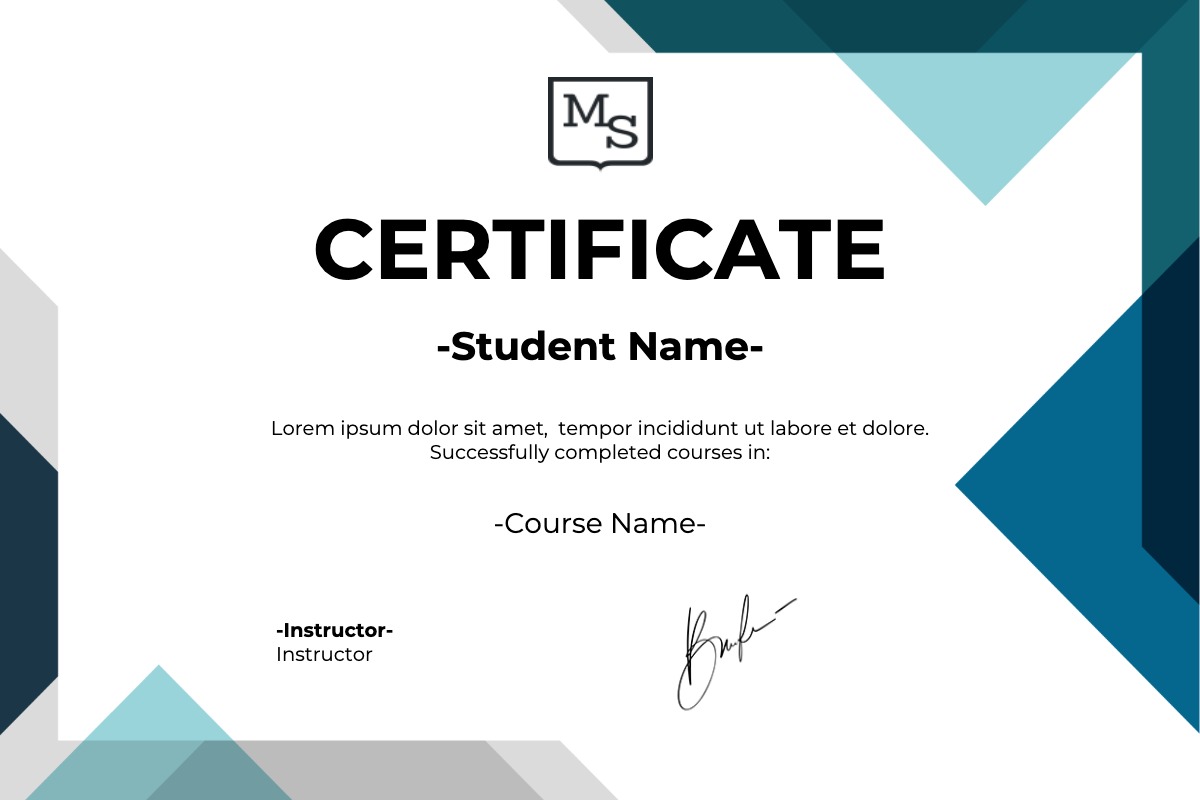 MS
CERTIFICATE
-Student Name-
Lorem ipsum dolor sit amet,  tempor incididunt ut labore et dolore.
Successfully completed courses in:
-Course Name-
-Instructor-
Instructor